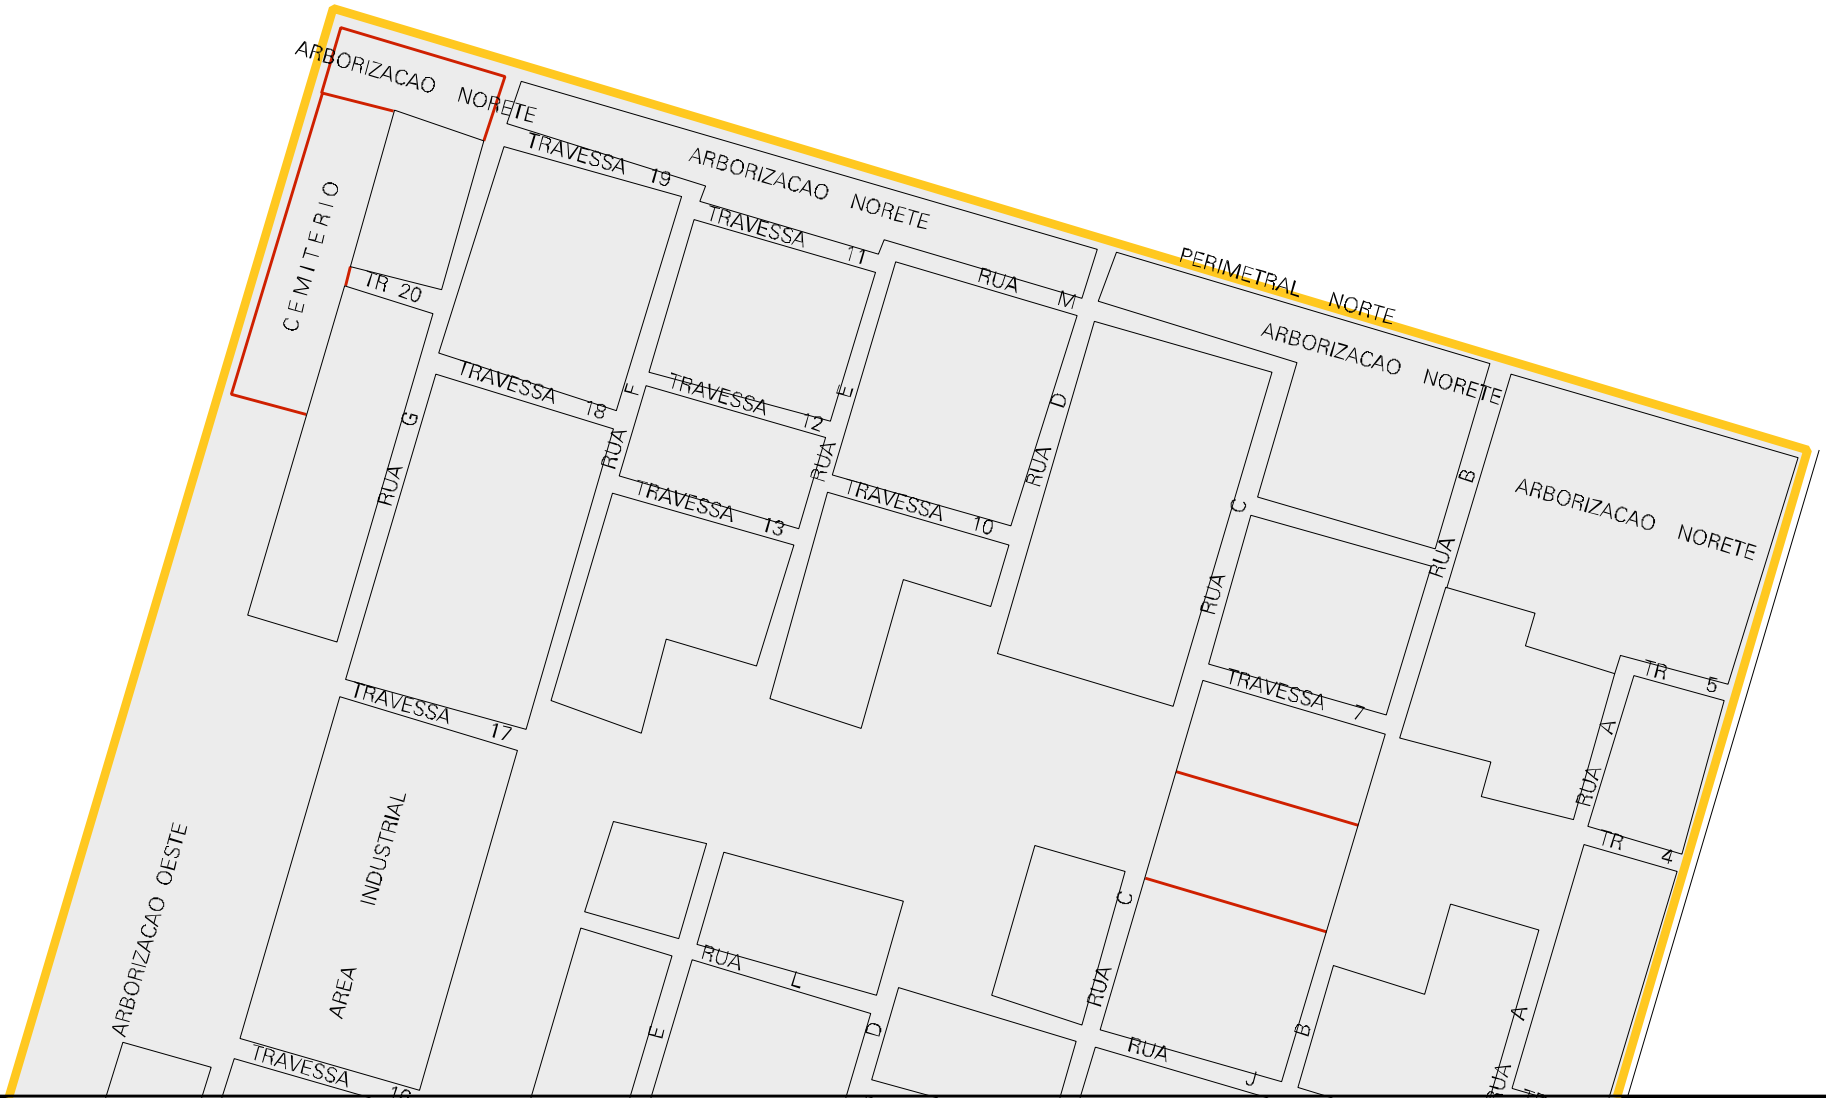 ARBORIZACAO NORETE
TRAVESSA 19
ARBORIZACAO NORETE
CEMITERIO
TRAVESSA 11
PERIMETRAL NORTE
TR 20
RUA M
ARBORIZACAO NORETE
TRAVESSA 18
RUA F
TRAVESSA 12
RUA E
RUA D
RUA G
TRAVESSA 13
TRAVESSA 10
RUA C
RUA B
ARBORIZACAO NORETE
TR 5
TRAVESSA 17
TRAVESSA 7
RUA A
AREA INDUSTRIAL
TR 4
ARBORIZACAO OESTE
RUA L
RUA C
E
D
B
RUA A
RUA J
TRAVESSA 16